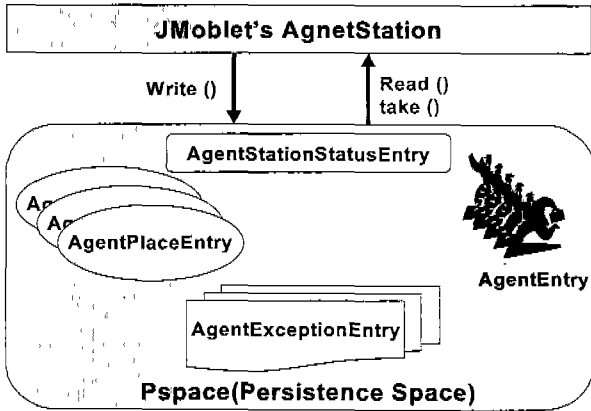 JMoblet's AgnetStation
Write ()
Read ()
take ()
AgentStationStatusEntry
AgentPlaceEntry
AgentEntry
AgentExceptionEntry
Pspace(Persistence Space)